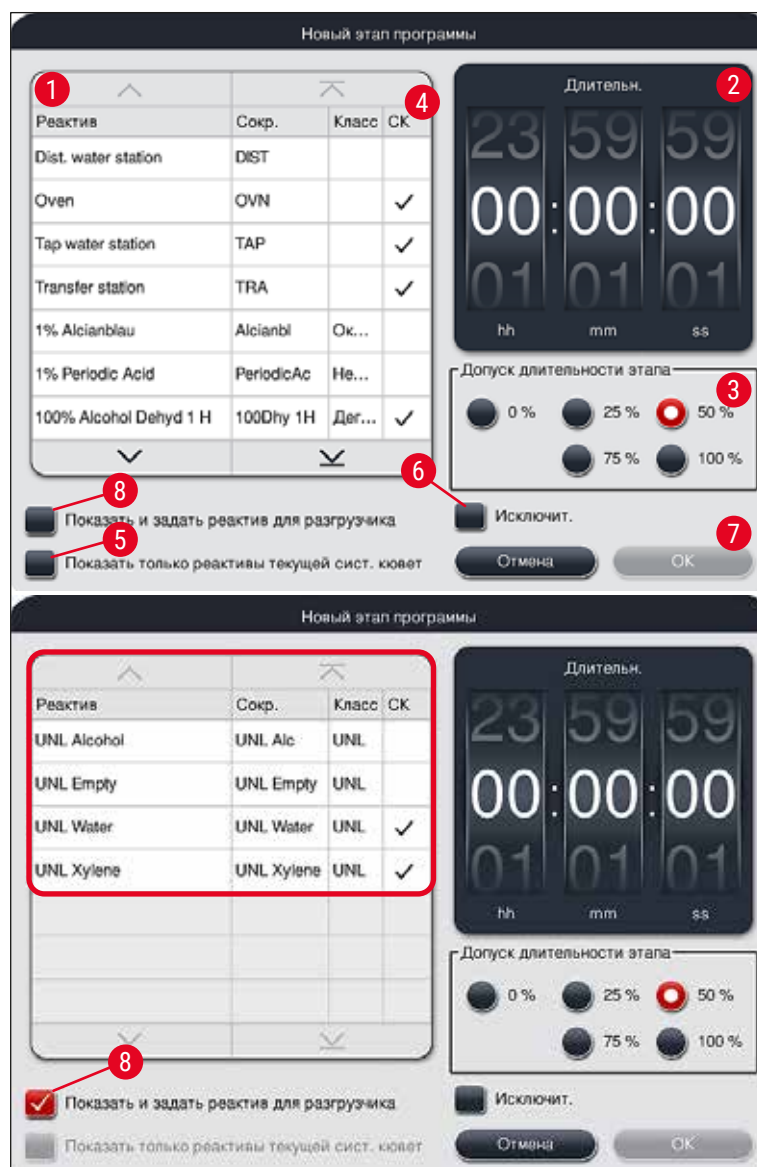 Новый этап программы
1
Реактив Сокр. Класс СК
4
Dist. water station DIST
Oven OVN ✓
Tap water station TAP ✓
Transfer station TRA ✓
1% Alcianblau Alcianbl Ок...
1% Periodic Acid PeriodicAc Не...
100% Alcohol Dehyd 1 H 100Dhy 1H Дег... ✓
8
Показать и задать реактив для разгрузчика
5
Показать только реактивы текущей сист. кювет
Длительн.
2
23 59 59
00:00:00
01 01 01
hh mm ss
Допуск длительности этапа
3
0 % 25 % 50 %
75 % 100 %
6
Исключит.
7
Отмена ОК
Новый этап программы
Реактив Сокр. Класс СК
UNL Alcohol UNL Alc UNL
UNL Empty UNL Empty UNL
UNL Water UNL Water UNL ✓
UNL Xylene UNL Xylene UNL ✓
8
Показать и задать реактив для разгрузчика
Показать только реактивы текущей сист. кювет
Длительн.
23 59 59
00:00:00
01 01 01
hh mm ss
Допуск длительности этапа
0 % 25 % 50 %
75 % 100 %
Исключит.
Отмена ОК